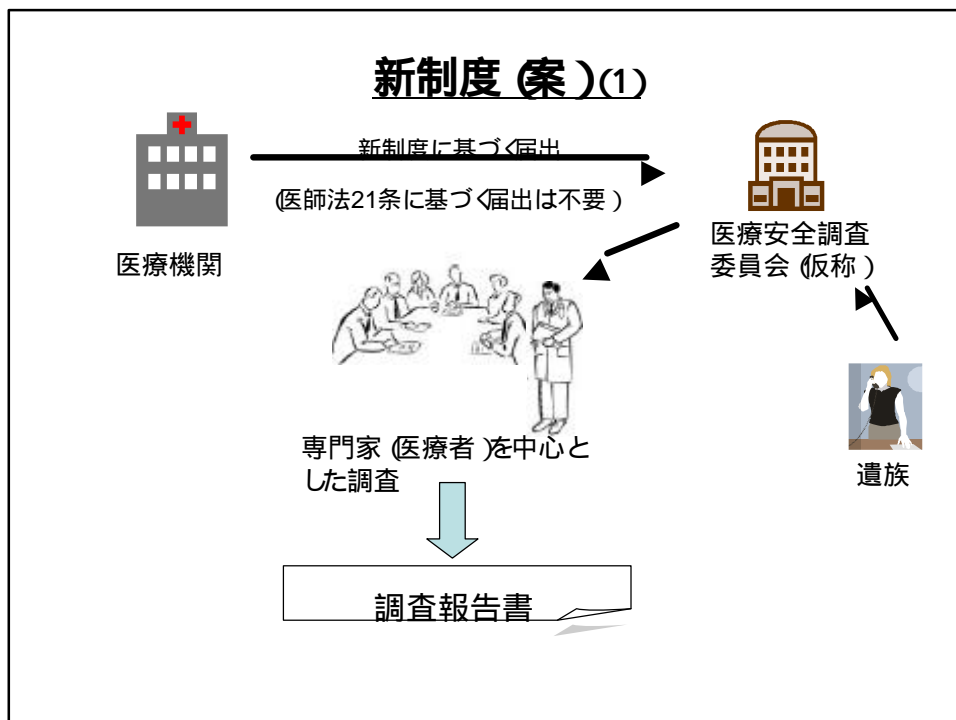 新制度（案）(1)
新制度に基づく届出
（医師法21条に基づく届出は不要）
医療機関
医療安全調査
委員会（仮称）
専門家（医療者）を中心と
した調査
遺族
調査報告書